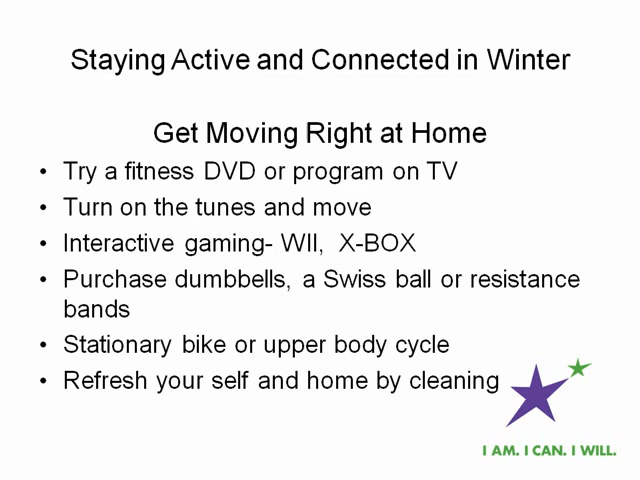 Staying Active and Connected in Winter
Get Moving Right at Home
• Try a fitness DVD or program on TV
• Turn on the tunes and move
• Interactive gaming- WII, X-BOX
• Purchase dumbbells, a Swiss ball or resistance
bands
• Stationary bike or upper body cycle
• Refresh your self and home by cleaning
I AM. I CAN. I WILL.